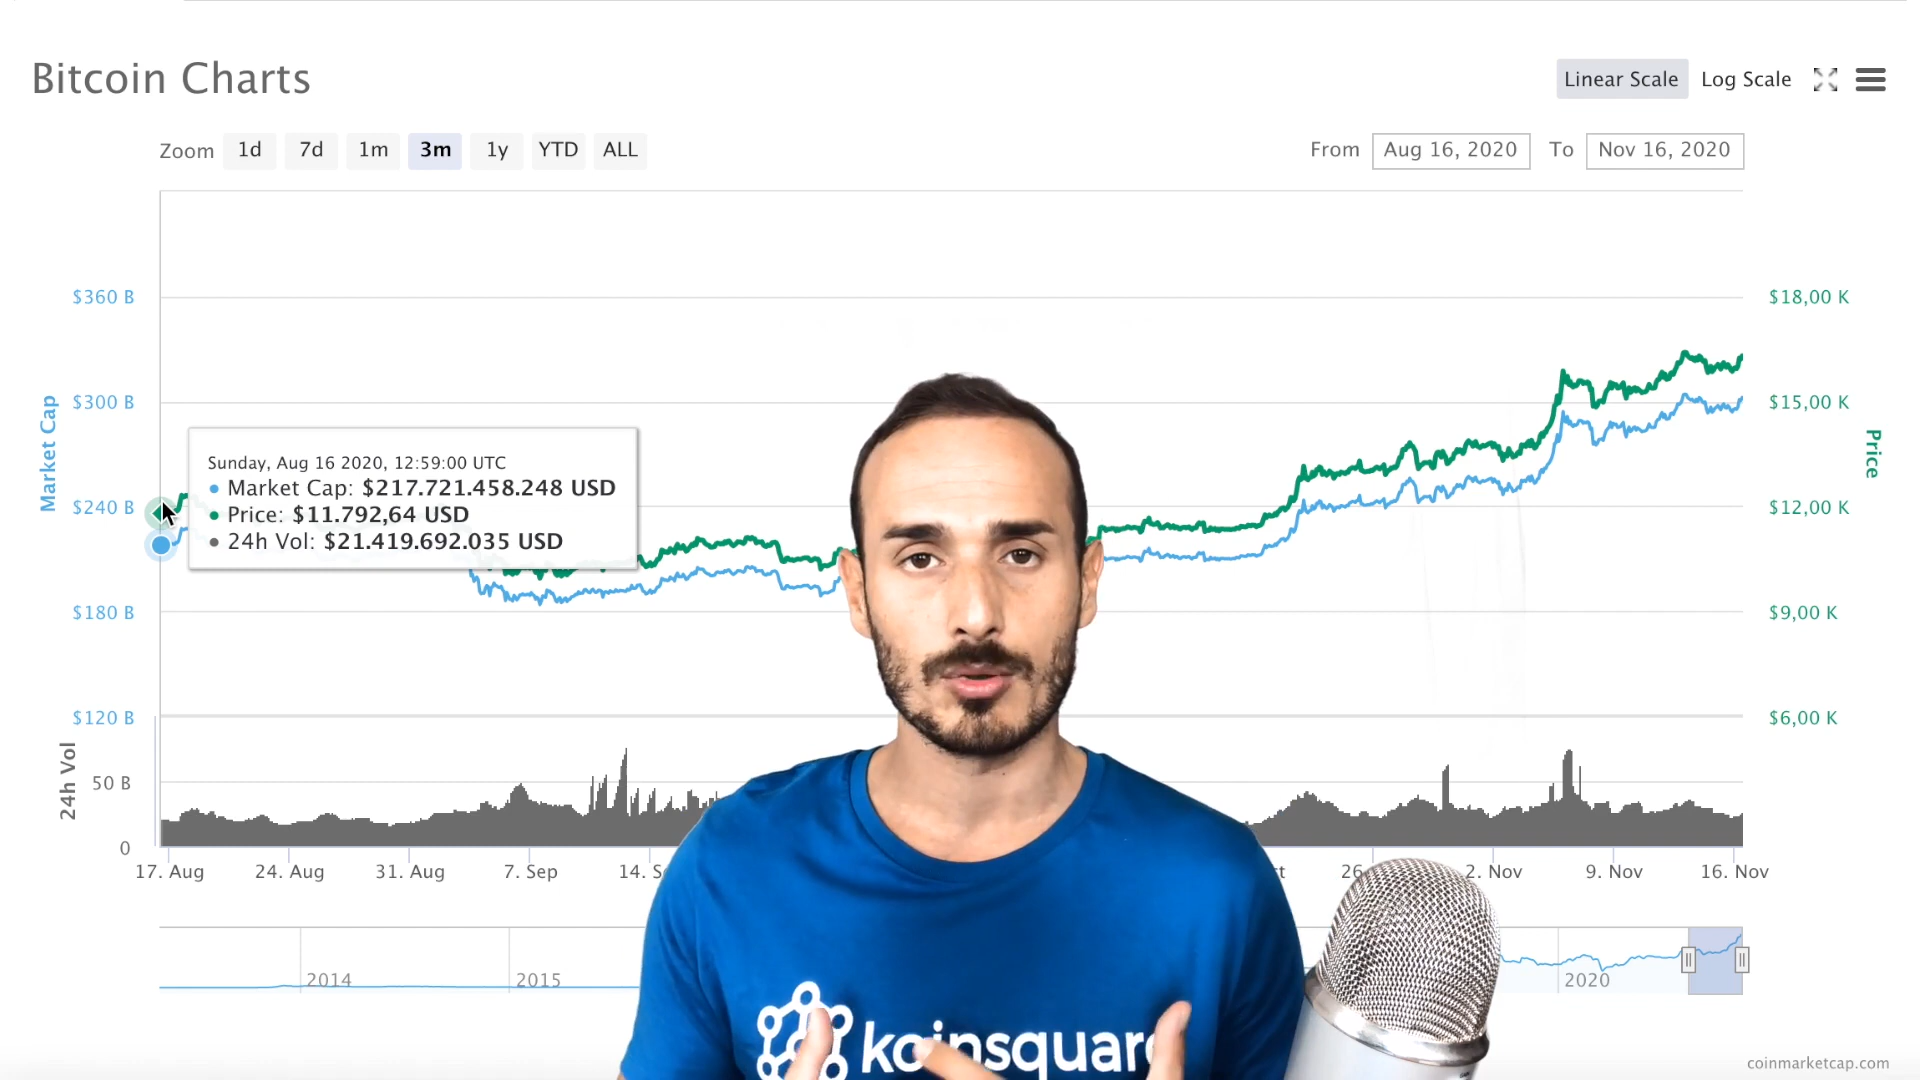 Bitcoin Charts
Linear Scale Log Scale
Zoom 1d 7d 1m 3m 1y YTD ALL
From Aug 16, 2020 To Nov 16, 2020
$360 B $18,00 K
$300 B $15,00 K
Market Cap
Price
Sunday, Aug 16 2020, 12:59:00 UTC
Market Cap: $217.721.458.248 USD
Price: $11.792,64 USD
24h Vol: $21.419.692.035 USD
$240 B $12,00 K
$180 B $9,00 K
$120 B $6,00 K
24h Vol
50 B
0
17. Aug 24. Aug 31. Aug 7. Sep 14. S 26 2. Nov 9. Nov 16. Nov
2014 2015 2020
koinsquare
coinmarketcap.com